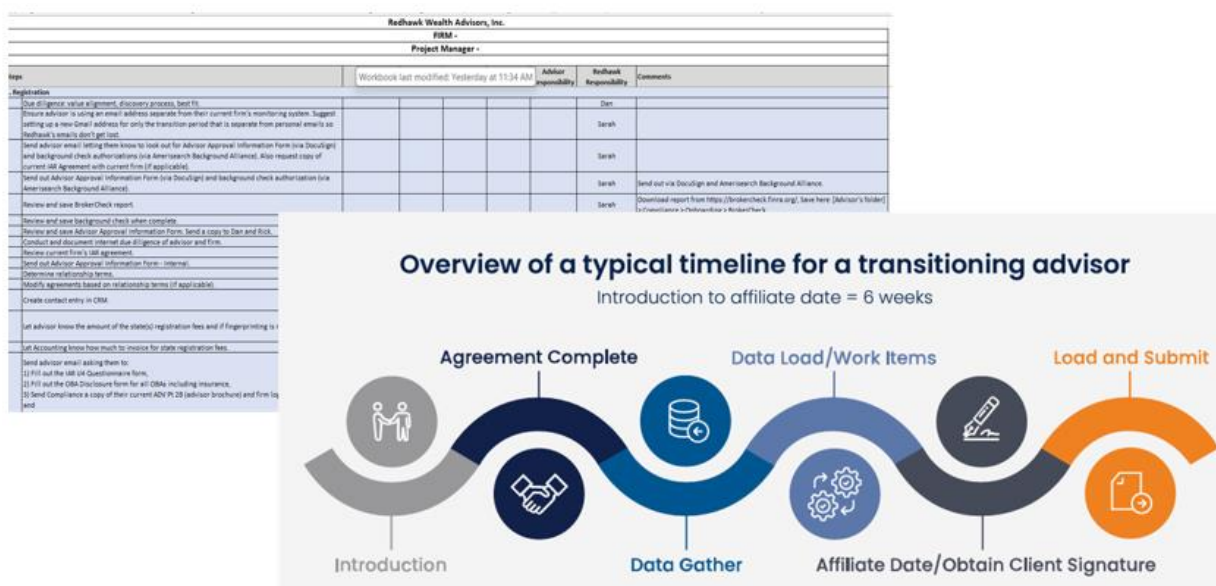 Redhawk Wealth Advisors, Inc.
FIRM -
Project Manager -
Workbook last modified: Yesterday at 11:34 AM
Advisor
Redhawk
Responsibility
Comments
Registration
Due diligence: value alignment, discovery process, best fit.
Dan
Ensure advisor is using an email address separate from their current firm's monitoring system. Suggest
setting up a new Gmail address for only the transition period that is separate from personal emails so
Redhawk's emails don't get lost.
Sarah
Send advisor email letting them know to look out for Advisor Approval Information Form (via DocuSign)
and background check authorizations (via Amerisearch Background Alliance). Also request copy of
current IAR Agreement with current firm (if applicable).
Sarah
Send out Advisor Approval Information Form (via DocuSign) and background check authorization (via
Amerisearch Background Alliance).
Sarah
Send out via DocuSign and Amerisearch Background Alliance.
Review and save BrokerCheck report.
Sarah
Download report from https://brokercheck.finra.org/, Save here: [Advisor's folder]
> Compliance > Onboarding > BrokerCheck
Review and save background check when complete.
Review and save Advisor Approval Information Form. Send a copy to Dan and Rick.
Conduct and document internet due diligence of advisor and firm.
Review current firm's IAR agreement.
Send out Advisor Approval Information Form - Internal.
Determine relationship terms.
Modify agreements based on relationship terms (if applicable).
Create contact entry in CRM
Let advisor know the amount of the state(s) registration fees and if fingerprinting is
Let Accounting know how much to invoice for state registration fees.
Send advisor email asking them to:
1) Fill out the IAR U4 Questionnaire form,
2) Fill out the OBA Disclosure form for all OBAs including insurance,
3) Send Compliance a copy of their current ADV Pt 2B (advisor brochure) and firm
and
Overview of a typical timeline for a transitioning advisor
Introduction to affiliate date = 6 weeks
Agreement Complete
Data Load/Work Items
Load and Submit
Introduction
Data Gather
Affiliate Date/Obtain Client Signature